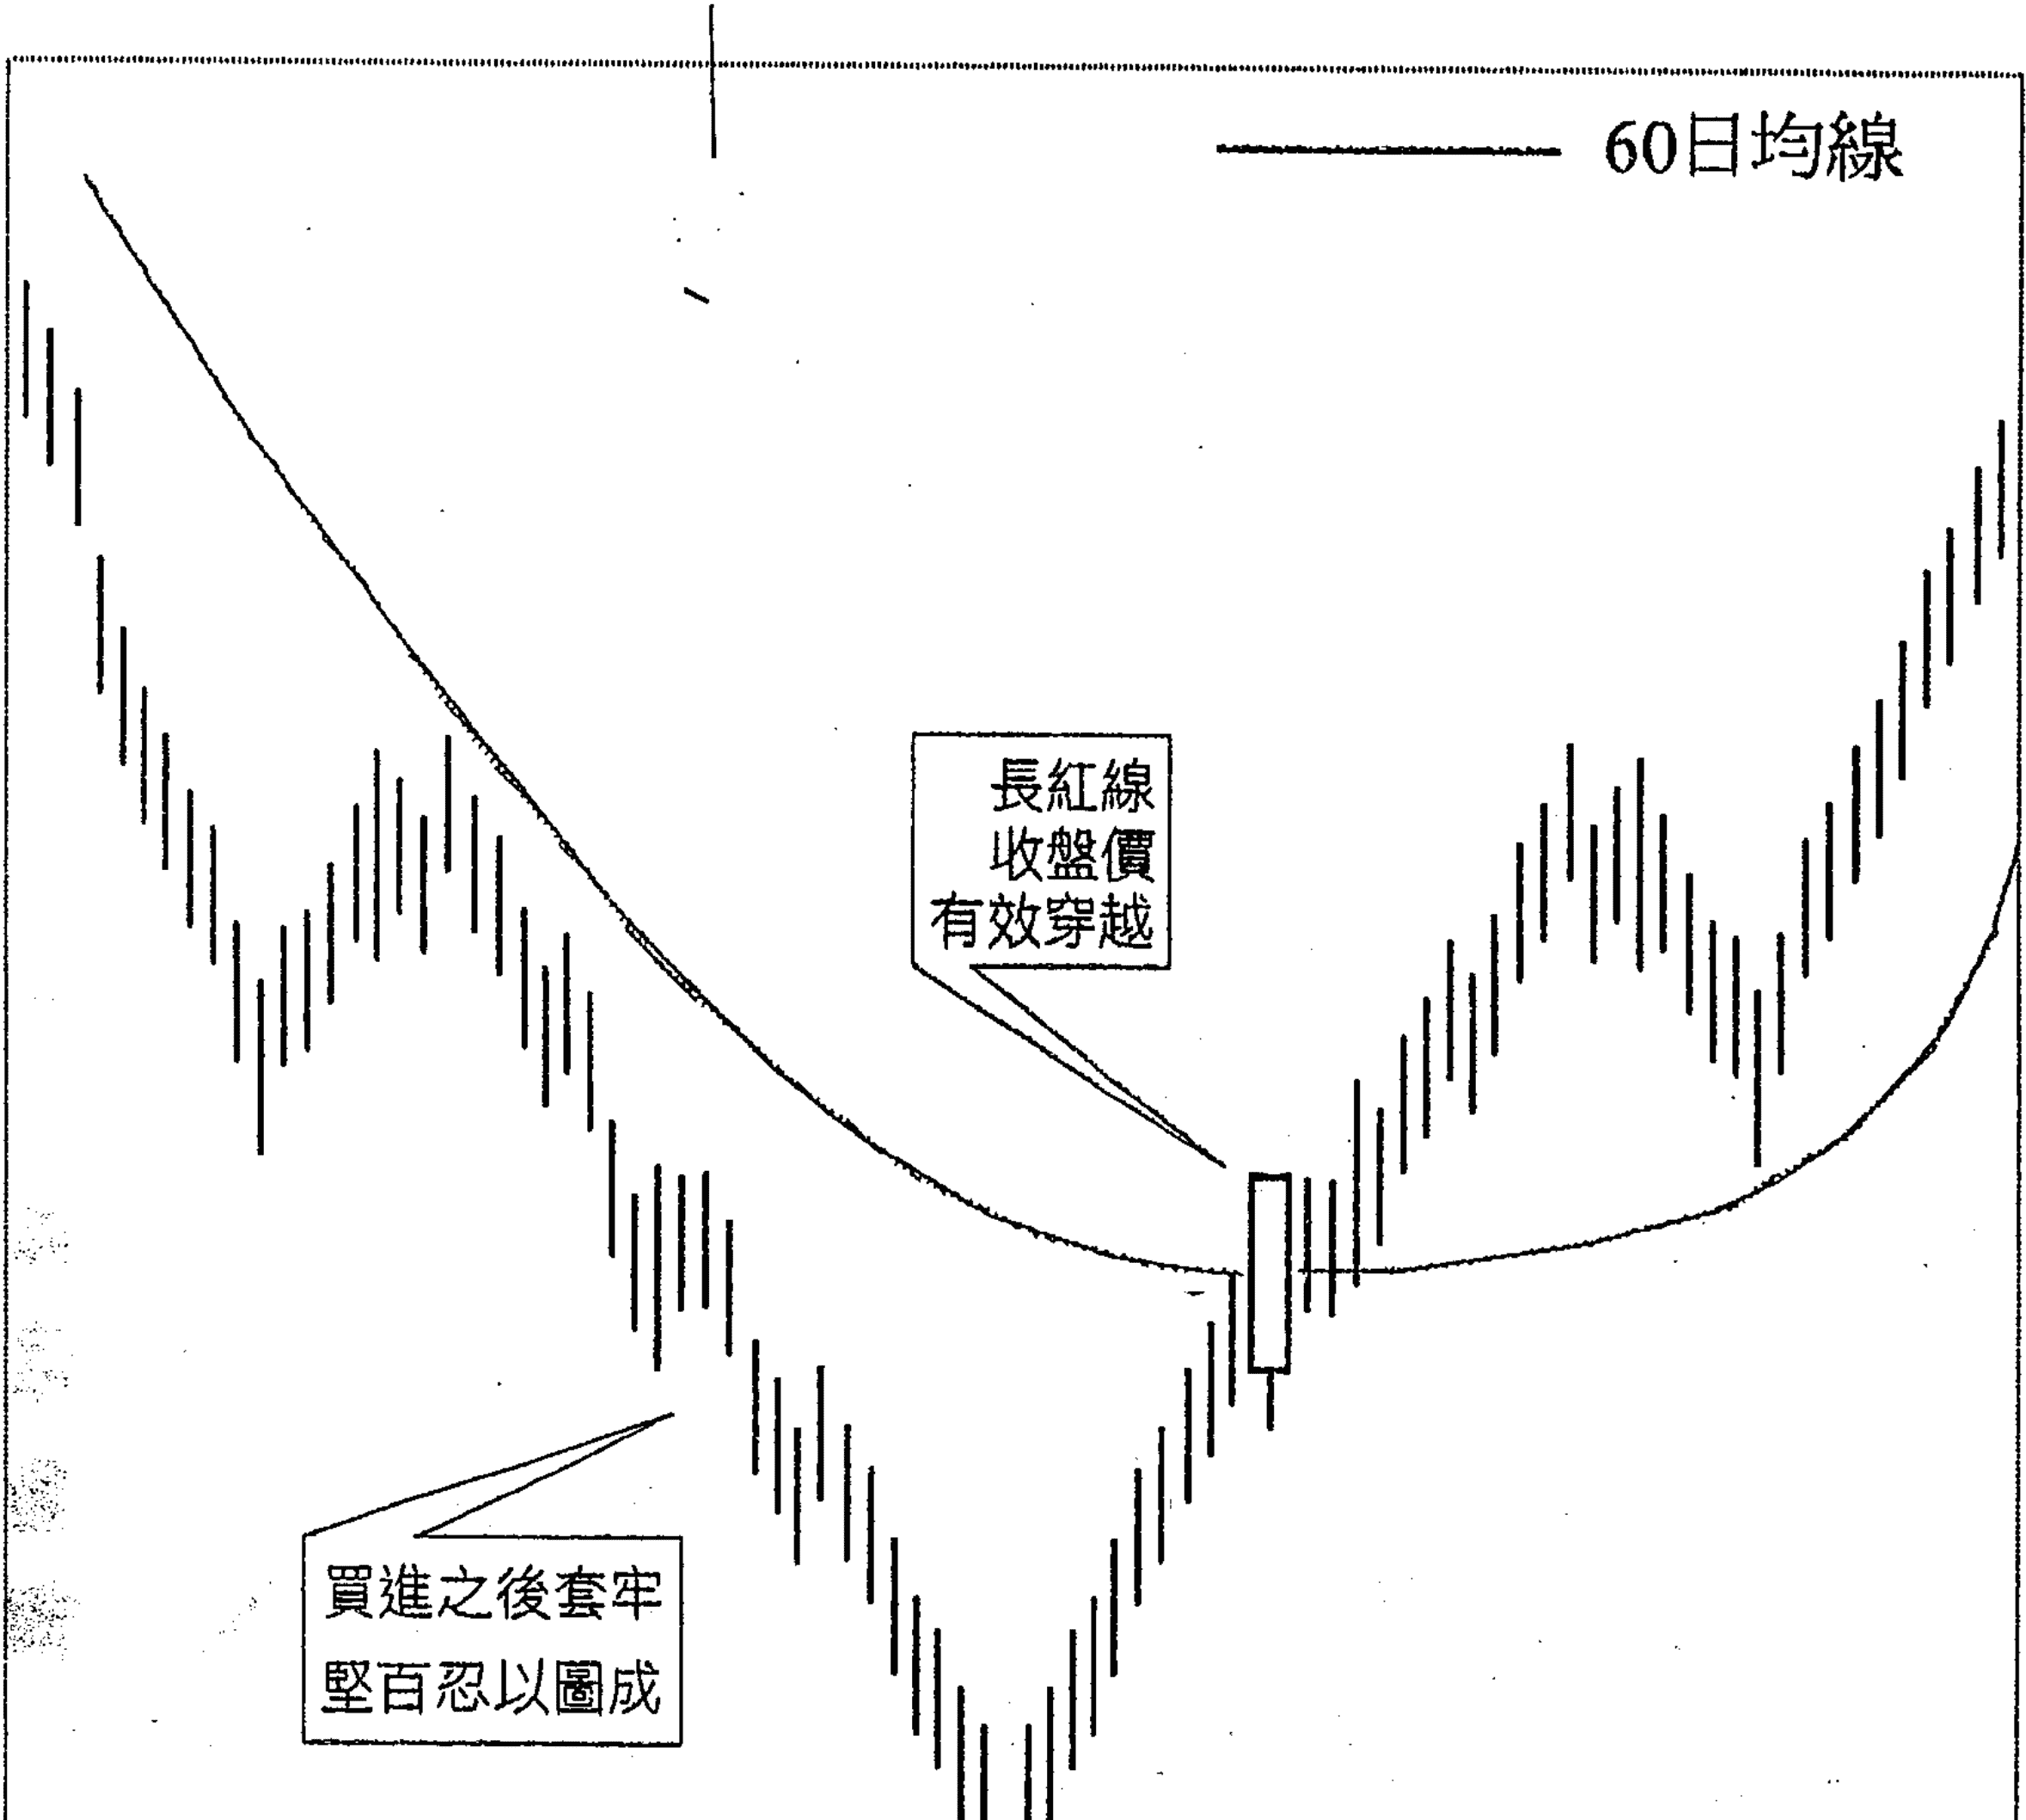 60日均線
長紅線
收盤價
有效穿越
買進之後套牢
堅百忍以圖成